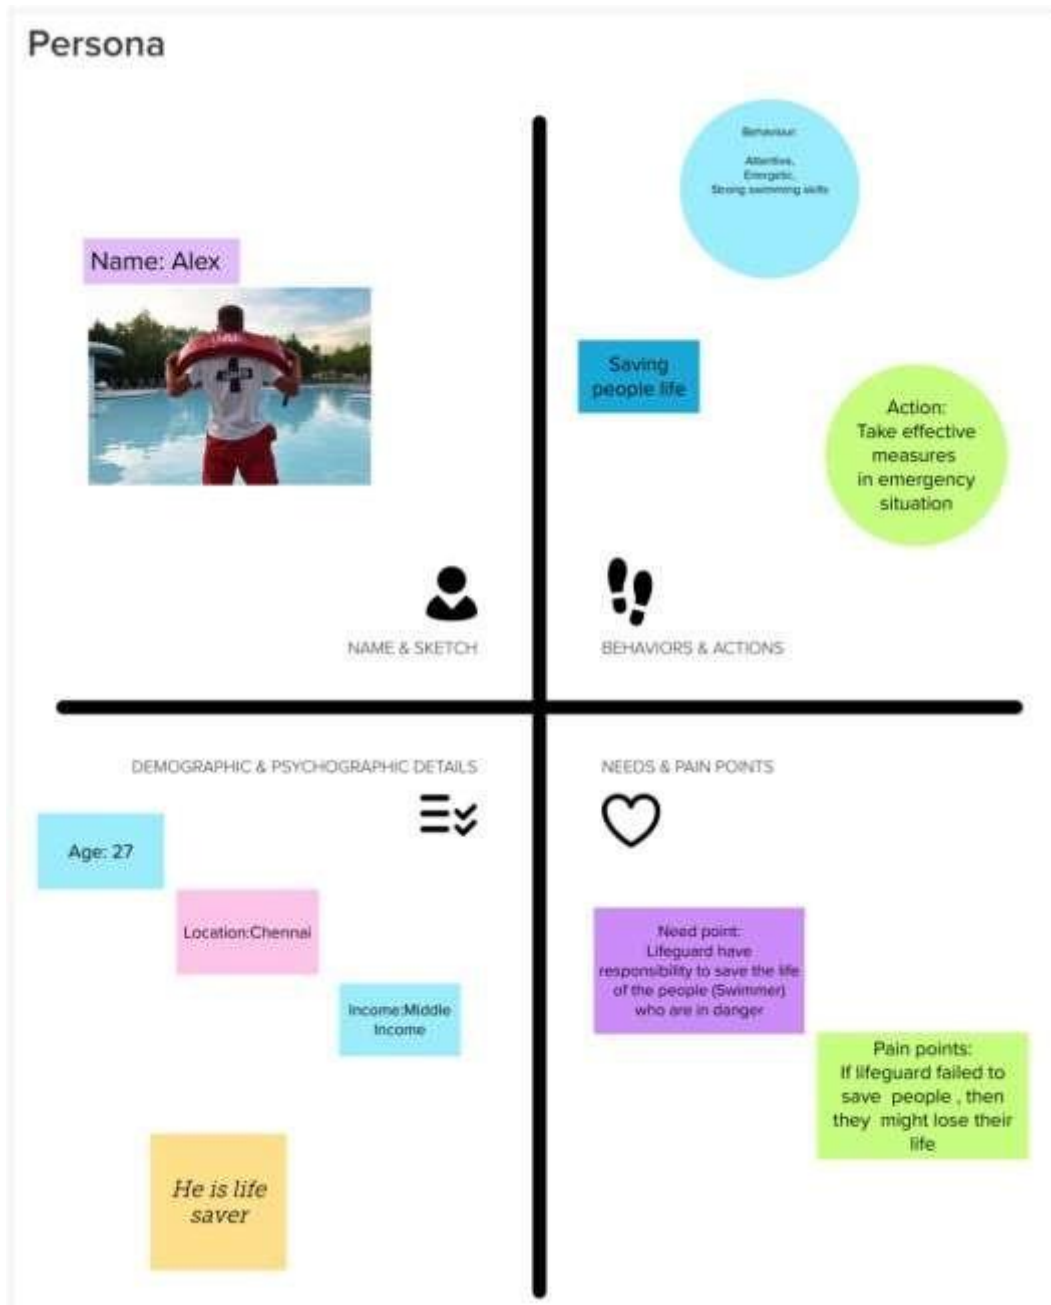 Persona
Name: Alex
NAME & SKETCH
Behaviour:
Attentive,
Energetic,
Strong swimming skills
Saving
people life
Action:
Take effective
measures
in emergency
situation
BEHAVIORS & ACTIONS
DEMOGRAPHIC & PSYCHOGRAPHIC DETAILS
Age: 27
Location:Chennai
Income:Middle
Income
He is life
saver
NEEDS & PAIN POINTS
Need point:
Lifeguard have
responsibility to save the life
of the people (Swimmer)
who are in danger
Pain points:
If lifeguard failed to
save people , then
they might lose their
life